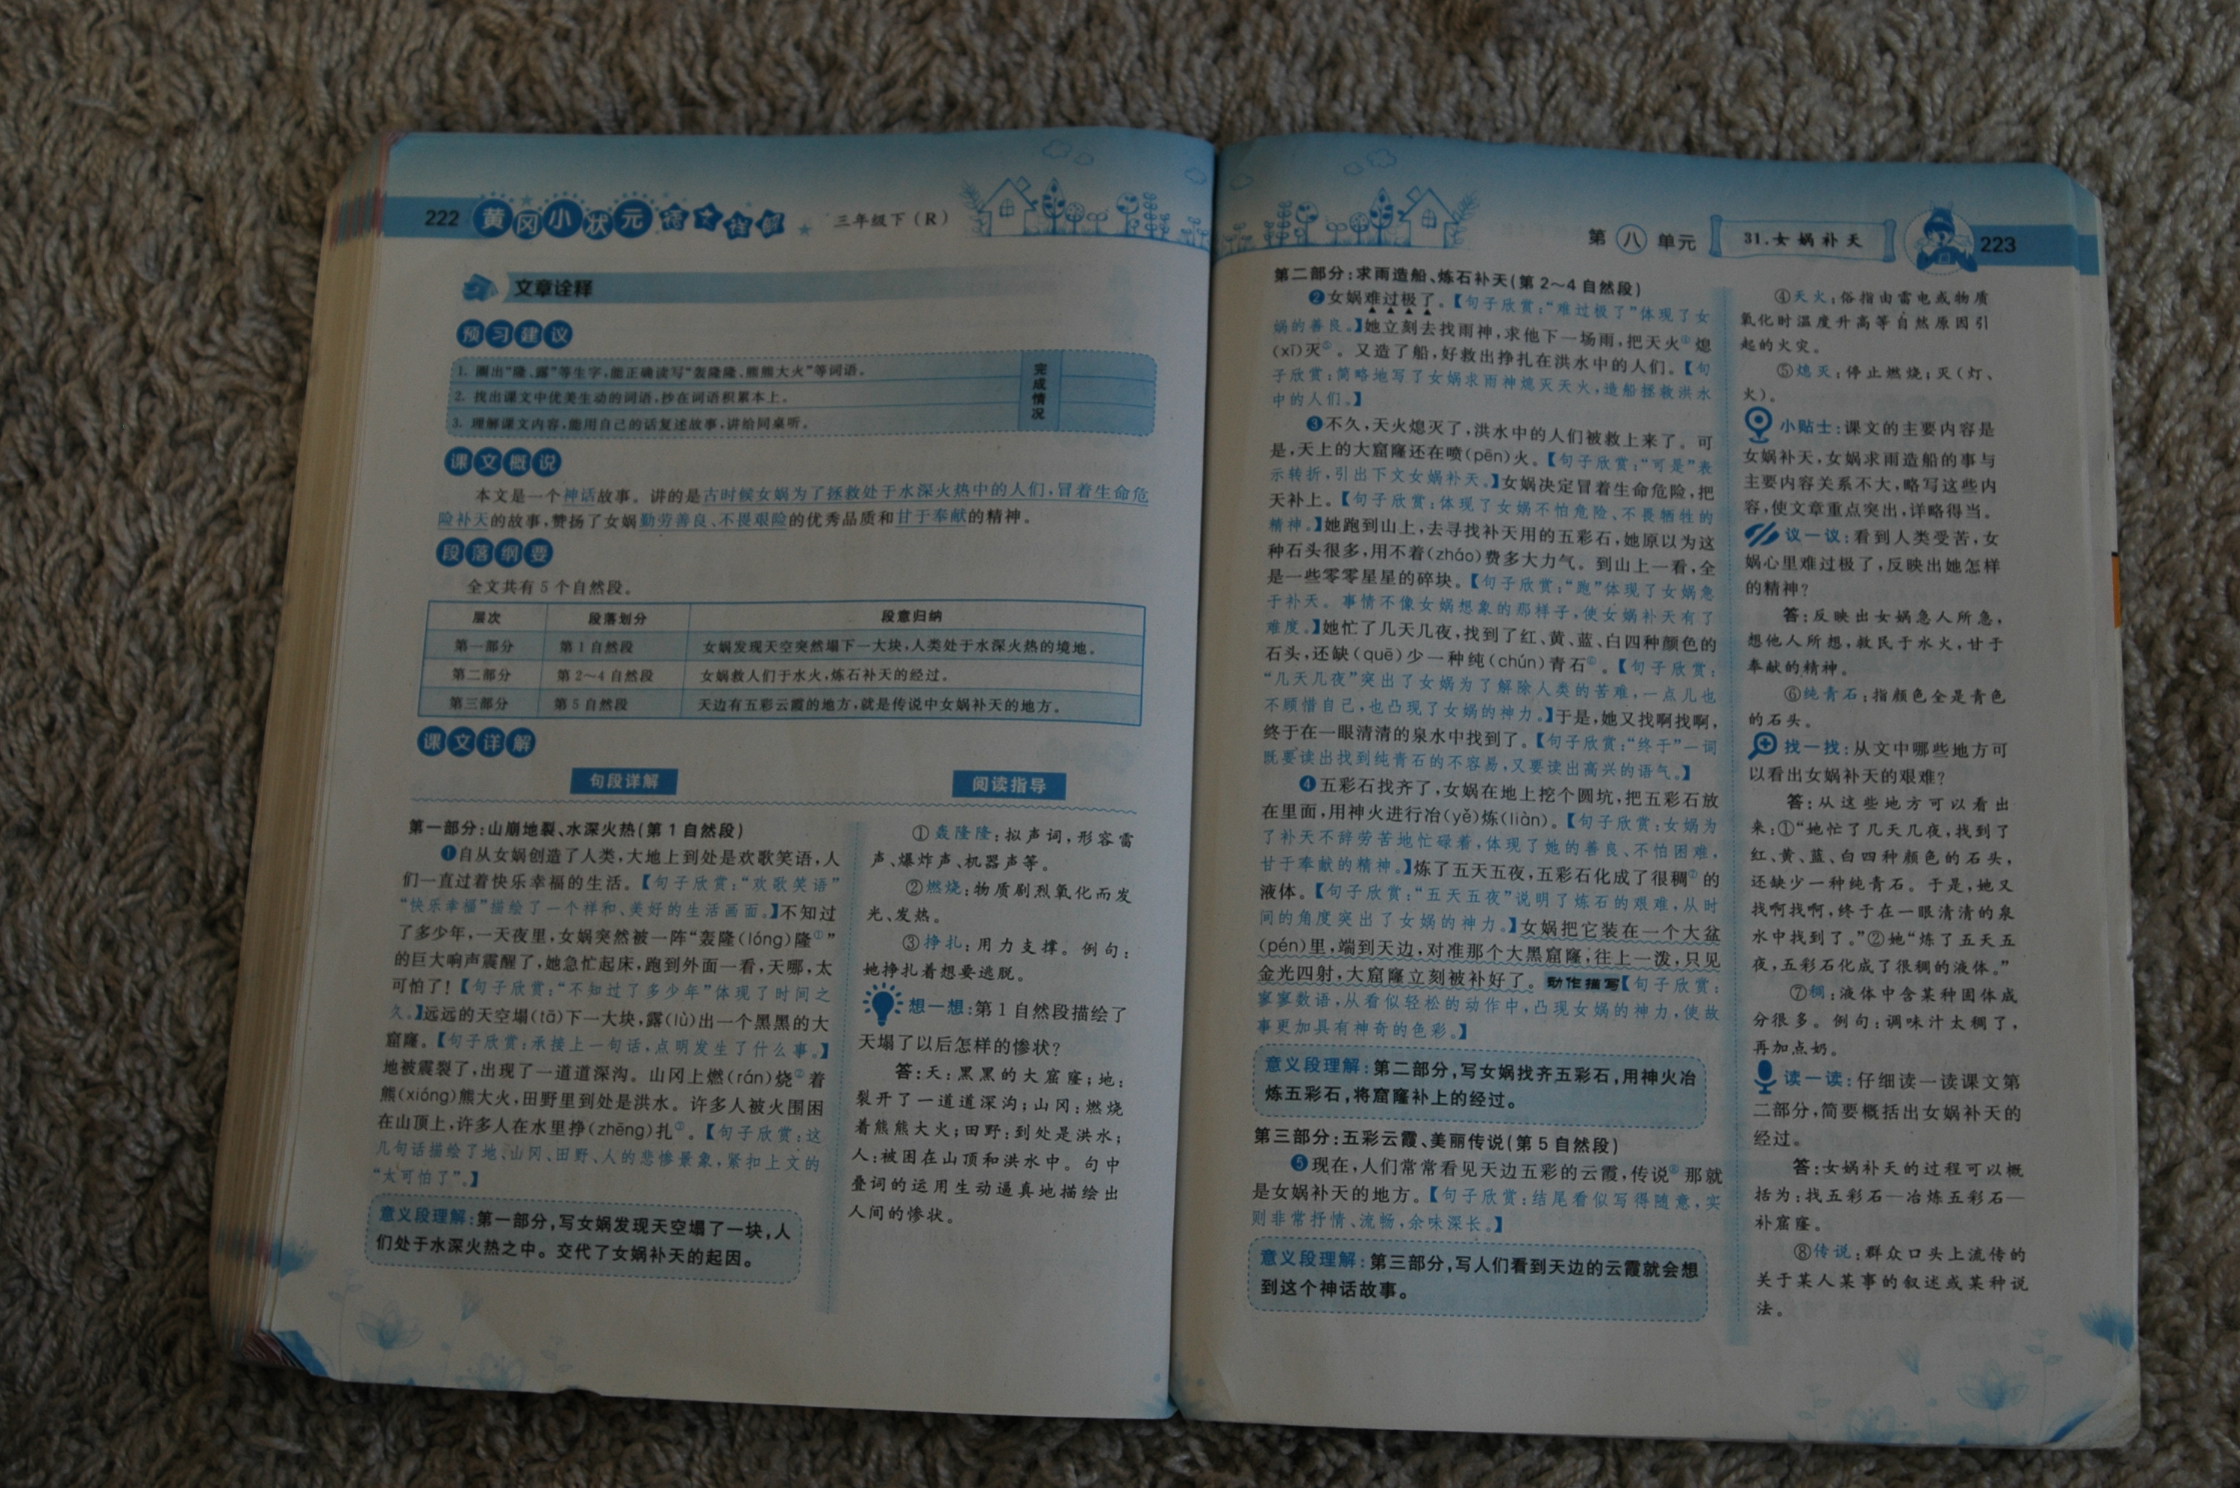 222 黄冈小状元 语文详解 三年级下(R)
文章诠释
预习建议
1. 圈出“隆、露”等生字,能正确读写“轰隆隆、熊熊大火”等词语。
2. 找出课文中优美生动的词语,抄在词语积累本上。
3. 理解课文内容,能用自己的话复述故事,讲给同桌听。
完成情况
课文概说
本文是一个神话故事。讲的是古时候女娲为了拯救处于水深火热中的人们,冒着生命危
险补天的故事,赞扬了女娲勤劳善良、不畏艰险的优秀品质和甘于奉献的精神。
段落纲要
全文共有 5 个自然段。
层次 段落划分 段意归纳
第一部分 第 1 自然段 女娲发现天空突然塌下一大块,人类处于水深火热的境地。
第二部分 第 2~4 自然段 女娲救人们于水火,炼石补天的经过。
第三部分 第 5 自然段 天边有五彩云霞的地方,就是传说中女娲补天的地方。
课文详解
句段详解
第一部分:山崩地裂、水深火热(第 1 自然段)
❶自从女娲创造了人类,大地上到处是欢歌笑语,人
们一直过着快乐幸福的生活。【句子欣赏:“欢歌笑语”
“快乐幸福”描绘了一个祥和、美好的生活画面。】不知过
了多少年,一天夜里,女娲突然被一阵“轰隆(lóng)隆①”
的巨大响声震醒了,她急忙起床,跑到外面一看,天哪,太
可怕了!【句子欣赏:“不知过了多少年”体现了时间之
久。】远远的天空塌(tā)下一大块,露(lù)出一个黑黑的大
窟窿。【句子欣赏:承接上一句话,点明发生了什么事。】
地被震裂了,出现了一道道深沟。山冈上燃(rán)烧②着
熊(xióng)熊大火,田野里到处是洪水。许多人被火围困
在山顶上,许多人在水里挣(zhēng)扎③。【句子欣赏:这
几句话描绘了地、山冈、田野、人的悲惨景象,紧扣上文的
“太可怕了”。】
意义段理解:第一部分,写女娲发现天空塌了一块,人
们处于水深火热之中。交代了女娲补天的起因。
阅读指导
①轰隆隆:拟声词,形容雷
声、爆炸声、机器声等。
②燃烧:物质剧烈氧化而发
光、发热。
③挣扎:用力支撑。例句:
她挣扎着想要逃脱。
想一想:第 1 自然段描绘了
天塌了以后怎样的惨状?
答:天:黑黑的大窟窿;地:
裂开了一道道深沟;山冈:燃烧
着熊熊大火;田野:到处是洪水;
人:被困在山顶和洪水中。句中
叠词的运用生动逼真地描绘出
人间的惨状。
第八单元 31.女娲补天 223
第二部分:求雨造船、炼石补天(第 2~4 自然段)
❷女娲难过极了。【句子欣赏:“难过极了”体现了女
娲的善良。】她立刻去找雨神,求他下一场雨,把天火④熄
(xī)灭⑤。又造了船,好救出挣扎在洪水中的人们。【句
子欣赏:简略地写了女娲求雨神熄灭天火,造船拯救洪水
中的人们。】
❸不久,天火熄灭了,洪水中的人们被救上来了。可
是,天上的大窟窿还在喷(pēn)火。【句子欣赏:“可是”表
示转折,引出下文女娲补天。】女娲决定冒着生命危险,把
天补上。【句子欣赏:体现了女娲不怕危险、不畏牺牲的
精神。】她跑到山上,去寻找补天用的五彩石,她原以为这
种石头很多,用不着(zháo)费多大力气。到山上一看,全
是一些零零星星的碎块。【句子欣赏:“跑”体现了女娲急
于补天。事情不像女娲想象的那样子,使女娲补天有了
难度。】她忙了几天几夜,找到了红、黄、蓝、白四种颜色的
石头,还缺(quē)少一种纯(chún)青石⑥。【句子欣赏:
“几天几夜”突出了女娲为了解除人类的苦难,一点儿也
不顾惜自己,也凸现了女娲的神力。】于是,她又找啊找啊,
终于在一眼清清的泉水中找到了。【句子欣赏:“终于”一词
既要读出找到纯青石的不容易,又要读出高兴的语气。】
❹五彩石找齐了,女娲在地上挖个圆坑,把五彩石放
在里面,用神火进行冶(yě)炼(liàn)。【句子欣赏:女娲为
了补天不辞劳苦地忙碌着,体现了她的善良、不怕困难,
甘于奉献的精神。】炼了五天五夜,五彩石化成了很稠⑦的
液体。【句子欣赏:“五天五夜”说明了炼石的艰难,从时
间的角度突出了女娲的神力。】女娲把它装在一个大盆
(pén)里,端到天边,对准那个大黑窟窿,往上一泼,只见
金光四射,大窟窿立刻被补好了。动作描写【句子欣赏:
寥寥数语,从看似轻松的动作中,凸现女娲的神力,使故
事更加具有神奇的色彩。】
意义段理解:第二部分,写女娲找齐五彩石,用神火冶
炼五彩石,将窟窿补上的经过。
第三部分:五彩云霞、美丽传说(第 5 自然段)
❺现在,人们常常看见天边五彩的云霞,传说⑧那就
是女娲补天的地方。【句子欣赏:结尾看似写得随意,实
则非常抒情、流畅,余味深长。】
意义段理解:第三部分,写人们看到天边的云霞就会想
到这个神话故事。
④天火:俗指由雷电或物质
氧化时温度升高等自然原因引
起的火灾。
⑤熄灭:停止燃烧;灭(灯、
火)。
小贴士:课文的主要内容是
女娲补天,女娲求雨造船的事与
主要内容关系不大,略写这些内
容,使文章重点突出,详略得当。
议一议:看到人类受苦,女
娲心里难过极了,反映出她怎样
的精神?
答:反映出女娲急人所急,
想他人所想,救民于水火,甘于
奉献的精神。
⑥纯青石:指颜色全是青色
的石头。
找一找:从文中哪些地方可
以看出女娲补天的艰难?
答:从这些地方可以看出
来:①“她忙了几天几夜,找到了
红、黄、蓝、白四种颜色的石头,
还缺少一种纯青石。于是,她又
找啊找啊,终于在一眼清清的泉
水中找到了。”②她“炼了五天五
夜,五彩石化成了很稠的液体。”
⑦稠:液体中含某种固体成
分很多。例句:调味汁太稠了,
再加点奶。
读一读:仔细读一读课文第
二部分,简要概括出女娲补天的
经过。
答:女娲补天的过程可以概
括为:找五彩石—冶炼五彩石—
补窟窿。
⑧传说:群众口头上流传的
关于某人某事的叙述或某种说
法。